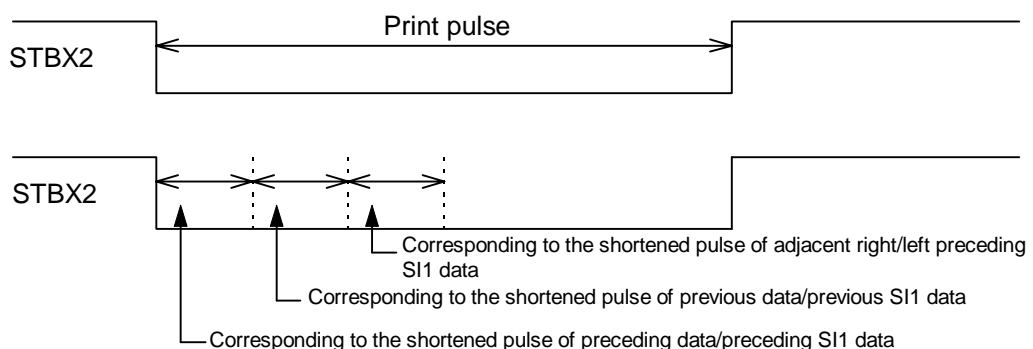 Print pulse
STBX2
STBX2
Corresponding to the shortened pulse of adjacent right/left preceding
SI1 data
Corresponding to the shortened pulse of previous data/previous SI1 data
Corresponding to the shortened pulse of preceding data/preceding SI1 data